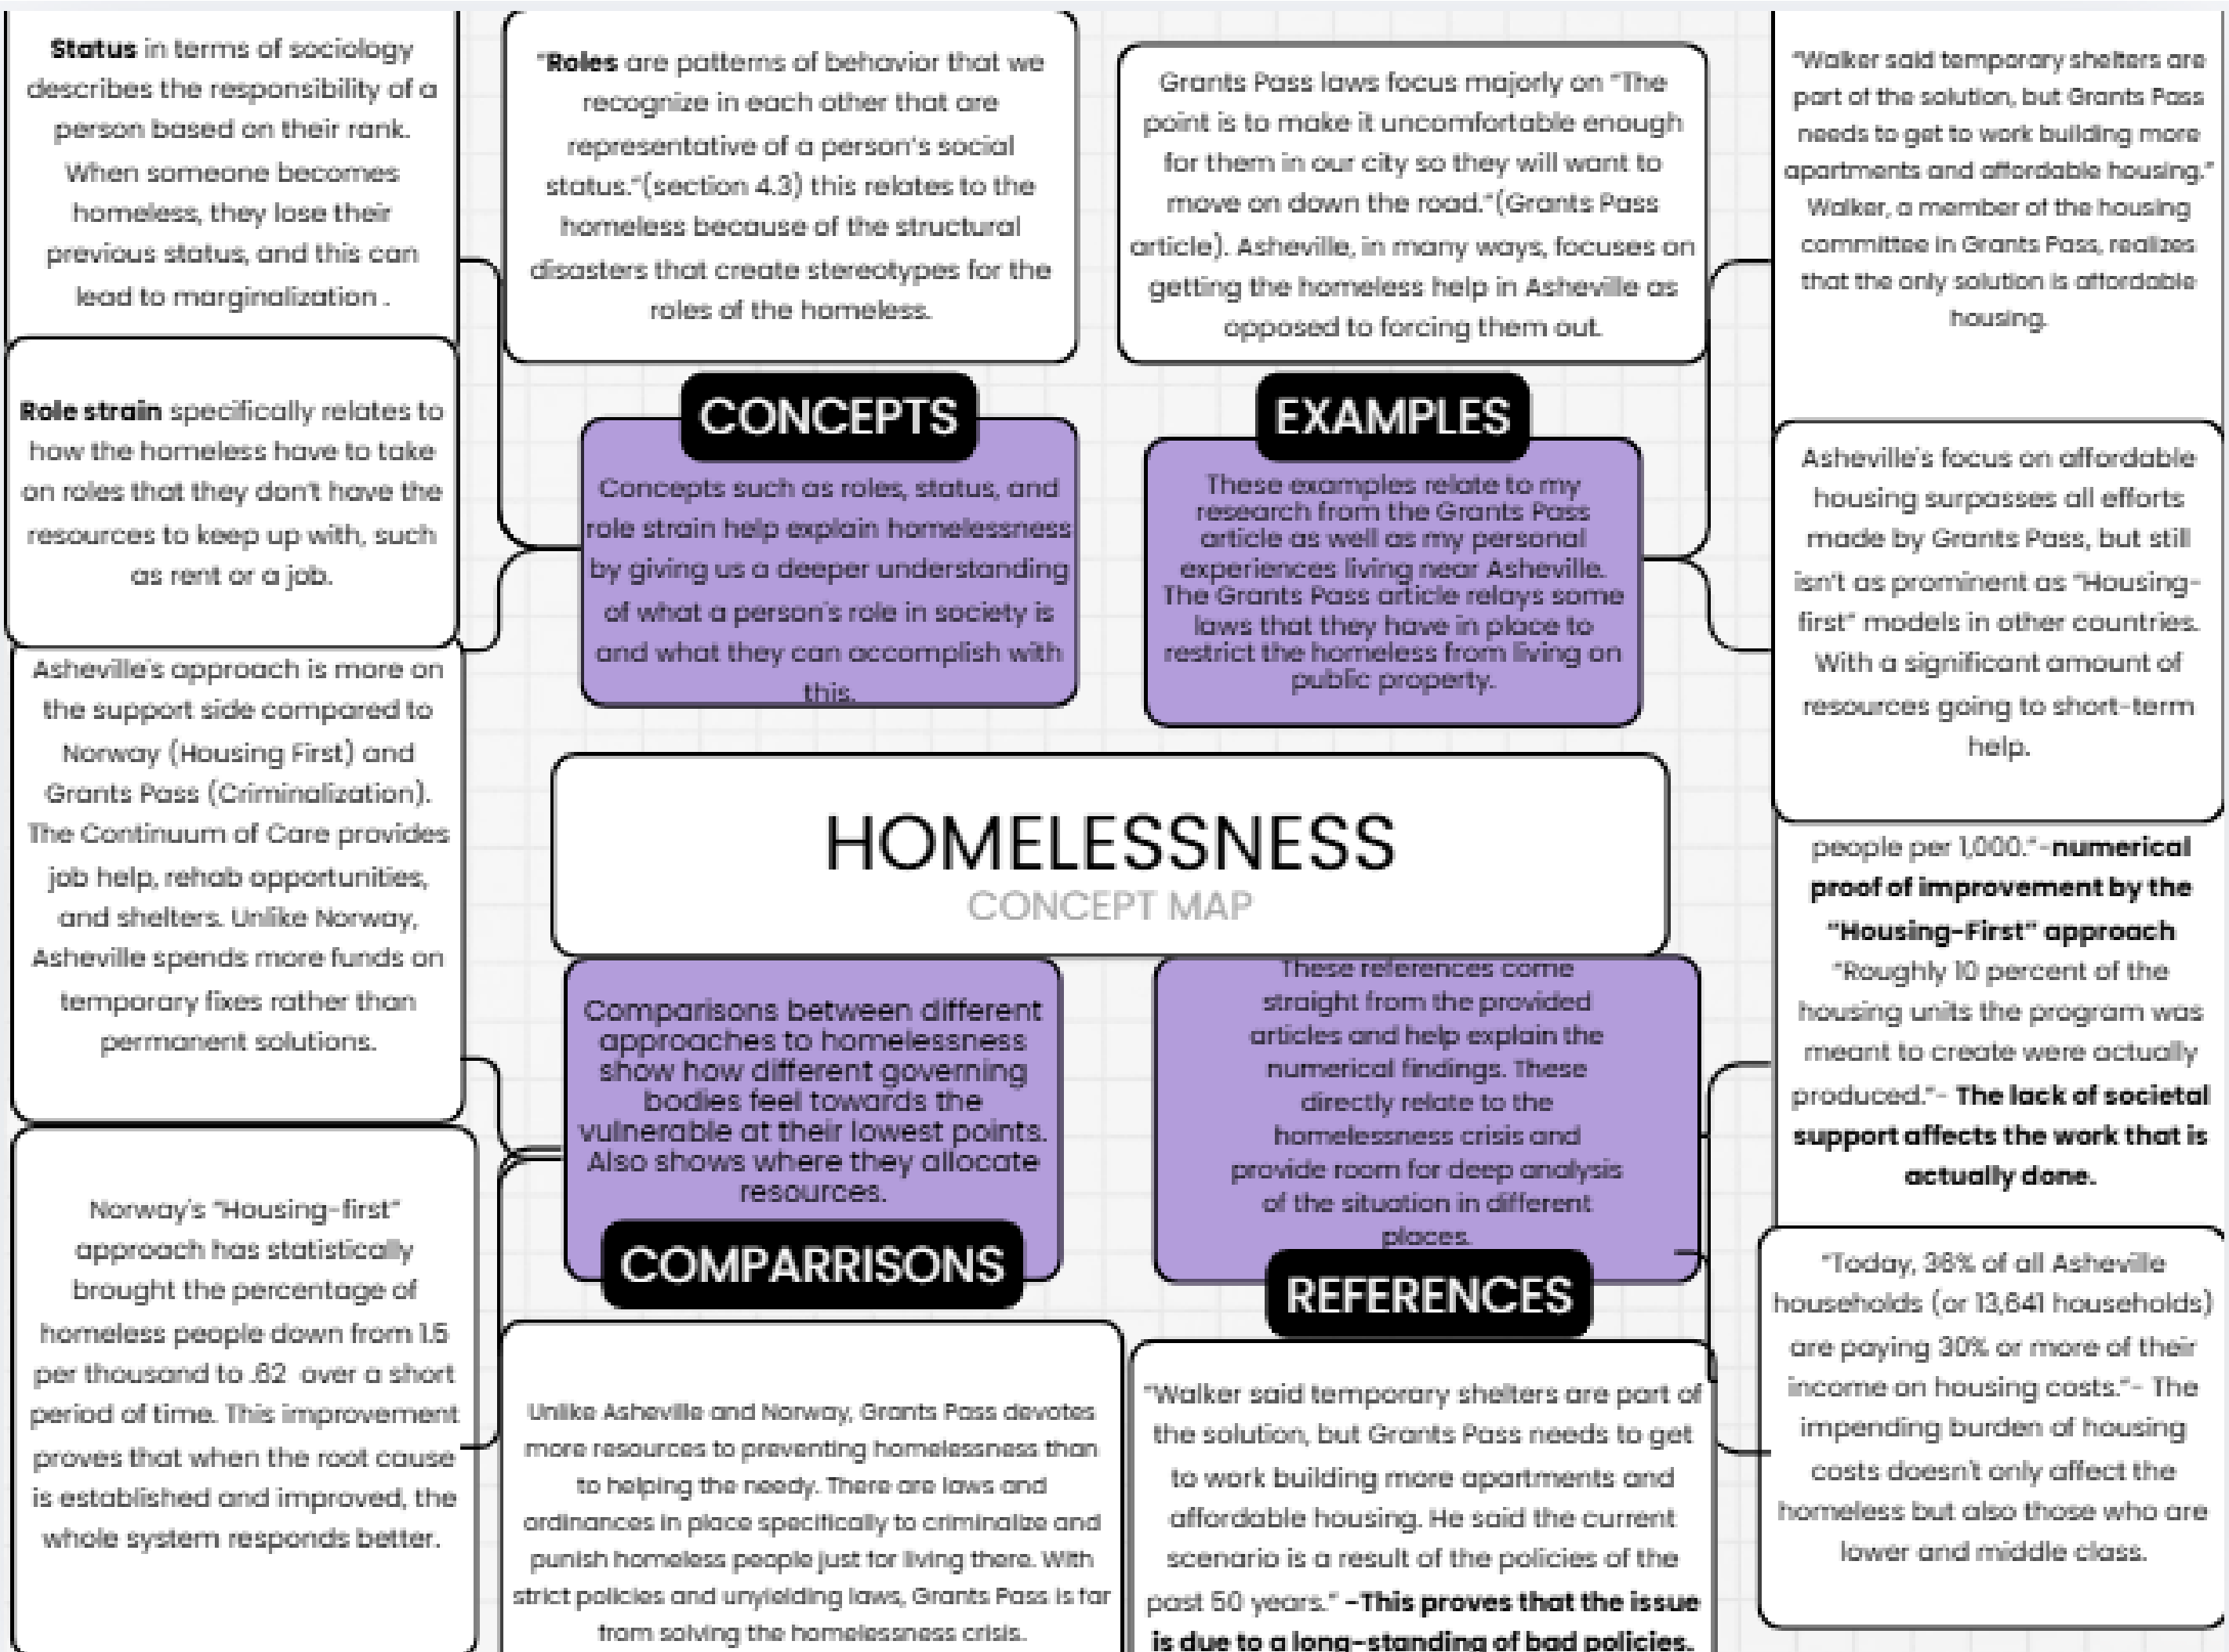 Status in terms of sociology
describes the responsibility of a
person based on their rank.
When someone becomes
homeless, they lose their
previous status, and this can
lead to marginalization .
Role strain specifically relates to
how the homeless have to take
on roles that they don't have the
resources to keep up with, such
as rent or a job.
"Roles are patterns of behavior that we
recognize in each other that are
representative of a person's social
status."(section 4.3) this relates to the
homeless because of the structural
disasters that create stereotypes for the
roles of the homeless.
CONCEPTS
Concepts such as roles, status, and
role strain help explain homelessness
by giving us a deeper understanding
of what a person's role in society is
and what they can accomplish with
this.
Grants Pass laws focus majorly on "The
point is to make it uncomfortable enough
for them in our city so they will want to
move on down the road."(Grants Pass
article). Asheville, in many ways, focuses on
getting the homeless help in Asheville as
opposed to forcing them out.
EXAMPLES
These examples relate to my
research from the Grants Pass
article as well as my personal
experiences living near Asheville.
The Grants Pass article relays some
laws that they have in place to
restrict the homeless from living on
public property.
"Walker said temporary shelters are
part of the solution, but Grants Pass
needs to get to work building more
apartments and affordable housing."
Walker, a member of the housing
committee in Grants Pass, realizes
that the only solution is affordable
housing.
Asheville's focus on affordable
housing surpasses all efforts
made by Grants Pass, but still
isn't as prominent as "Housing-
first" models in other countries.
With a significant amount of
resources going to short-term
help.
HOMELESSNESS
CONCEPT MAP
Asheville's approach is more on
the support side compared to
Norway (Housing First) and
Grants Pass (Criminalization).
The Continuum of Care provides
job help, rehab opportunities,
and shelters. Unlike Norway,
Asheville spends more funds on
temporary fixes rather than
permanent solutions.
Norway's "Housing-first"
approach has statistically
brought the percentage of
homeless people down from 1.5
per thousand to .62 over a short
period of time. This improvement
proves that when the root cause
is established and improved, the
whole system responds better.
Comparisons between different
approaches to homelessness
show how different governing
bodies feel towards the
vulnerable at their lowest points.
Also shows where they allocate
resources.
COMPARRISONS
Unlike Asheville and Norway, Grants Pass devotes
more resources to preventing homelessness than
to helping the needy. There are laws and
ordinances in place specifically to criminalize and
punish homeless people just for living there. With
strict policies and unyielding laws, Grants Pass is far
from solving the homelessness crisis.
These references come
straight from the provided
articles and help explain the
numerical findings. These
directly relate to the
homelessness crisis and
provide room for deep analysis
of the situation in different
places.
REFERENCES
"Walker said temporary shelters are part of
the solution, but Grants Pass needs to get
to work building more apartments and
affordable housing. He said the current
scenario is a result of the policies of the
past 50 years." -This proves that the issue
is due to a long-standing of bad policies.
people per 1,000."-numerical
proof of improvement by the
"Housing-First" approach
"Roughly 10 percent of the
housing units the program was
meant to create were actually
produced."- The lack of societal
support affects the work that is
actually done.
"Today, 36% of all Asheville
households (or 13,641 households)
are paying 30% or more of their
income on housing costs."- The
impending burden of housing
costs doesn't only affect the
homeless but also those who are
lower and middle class.